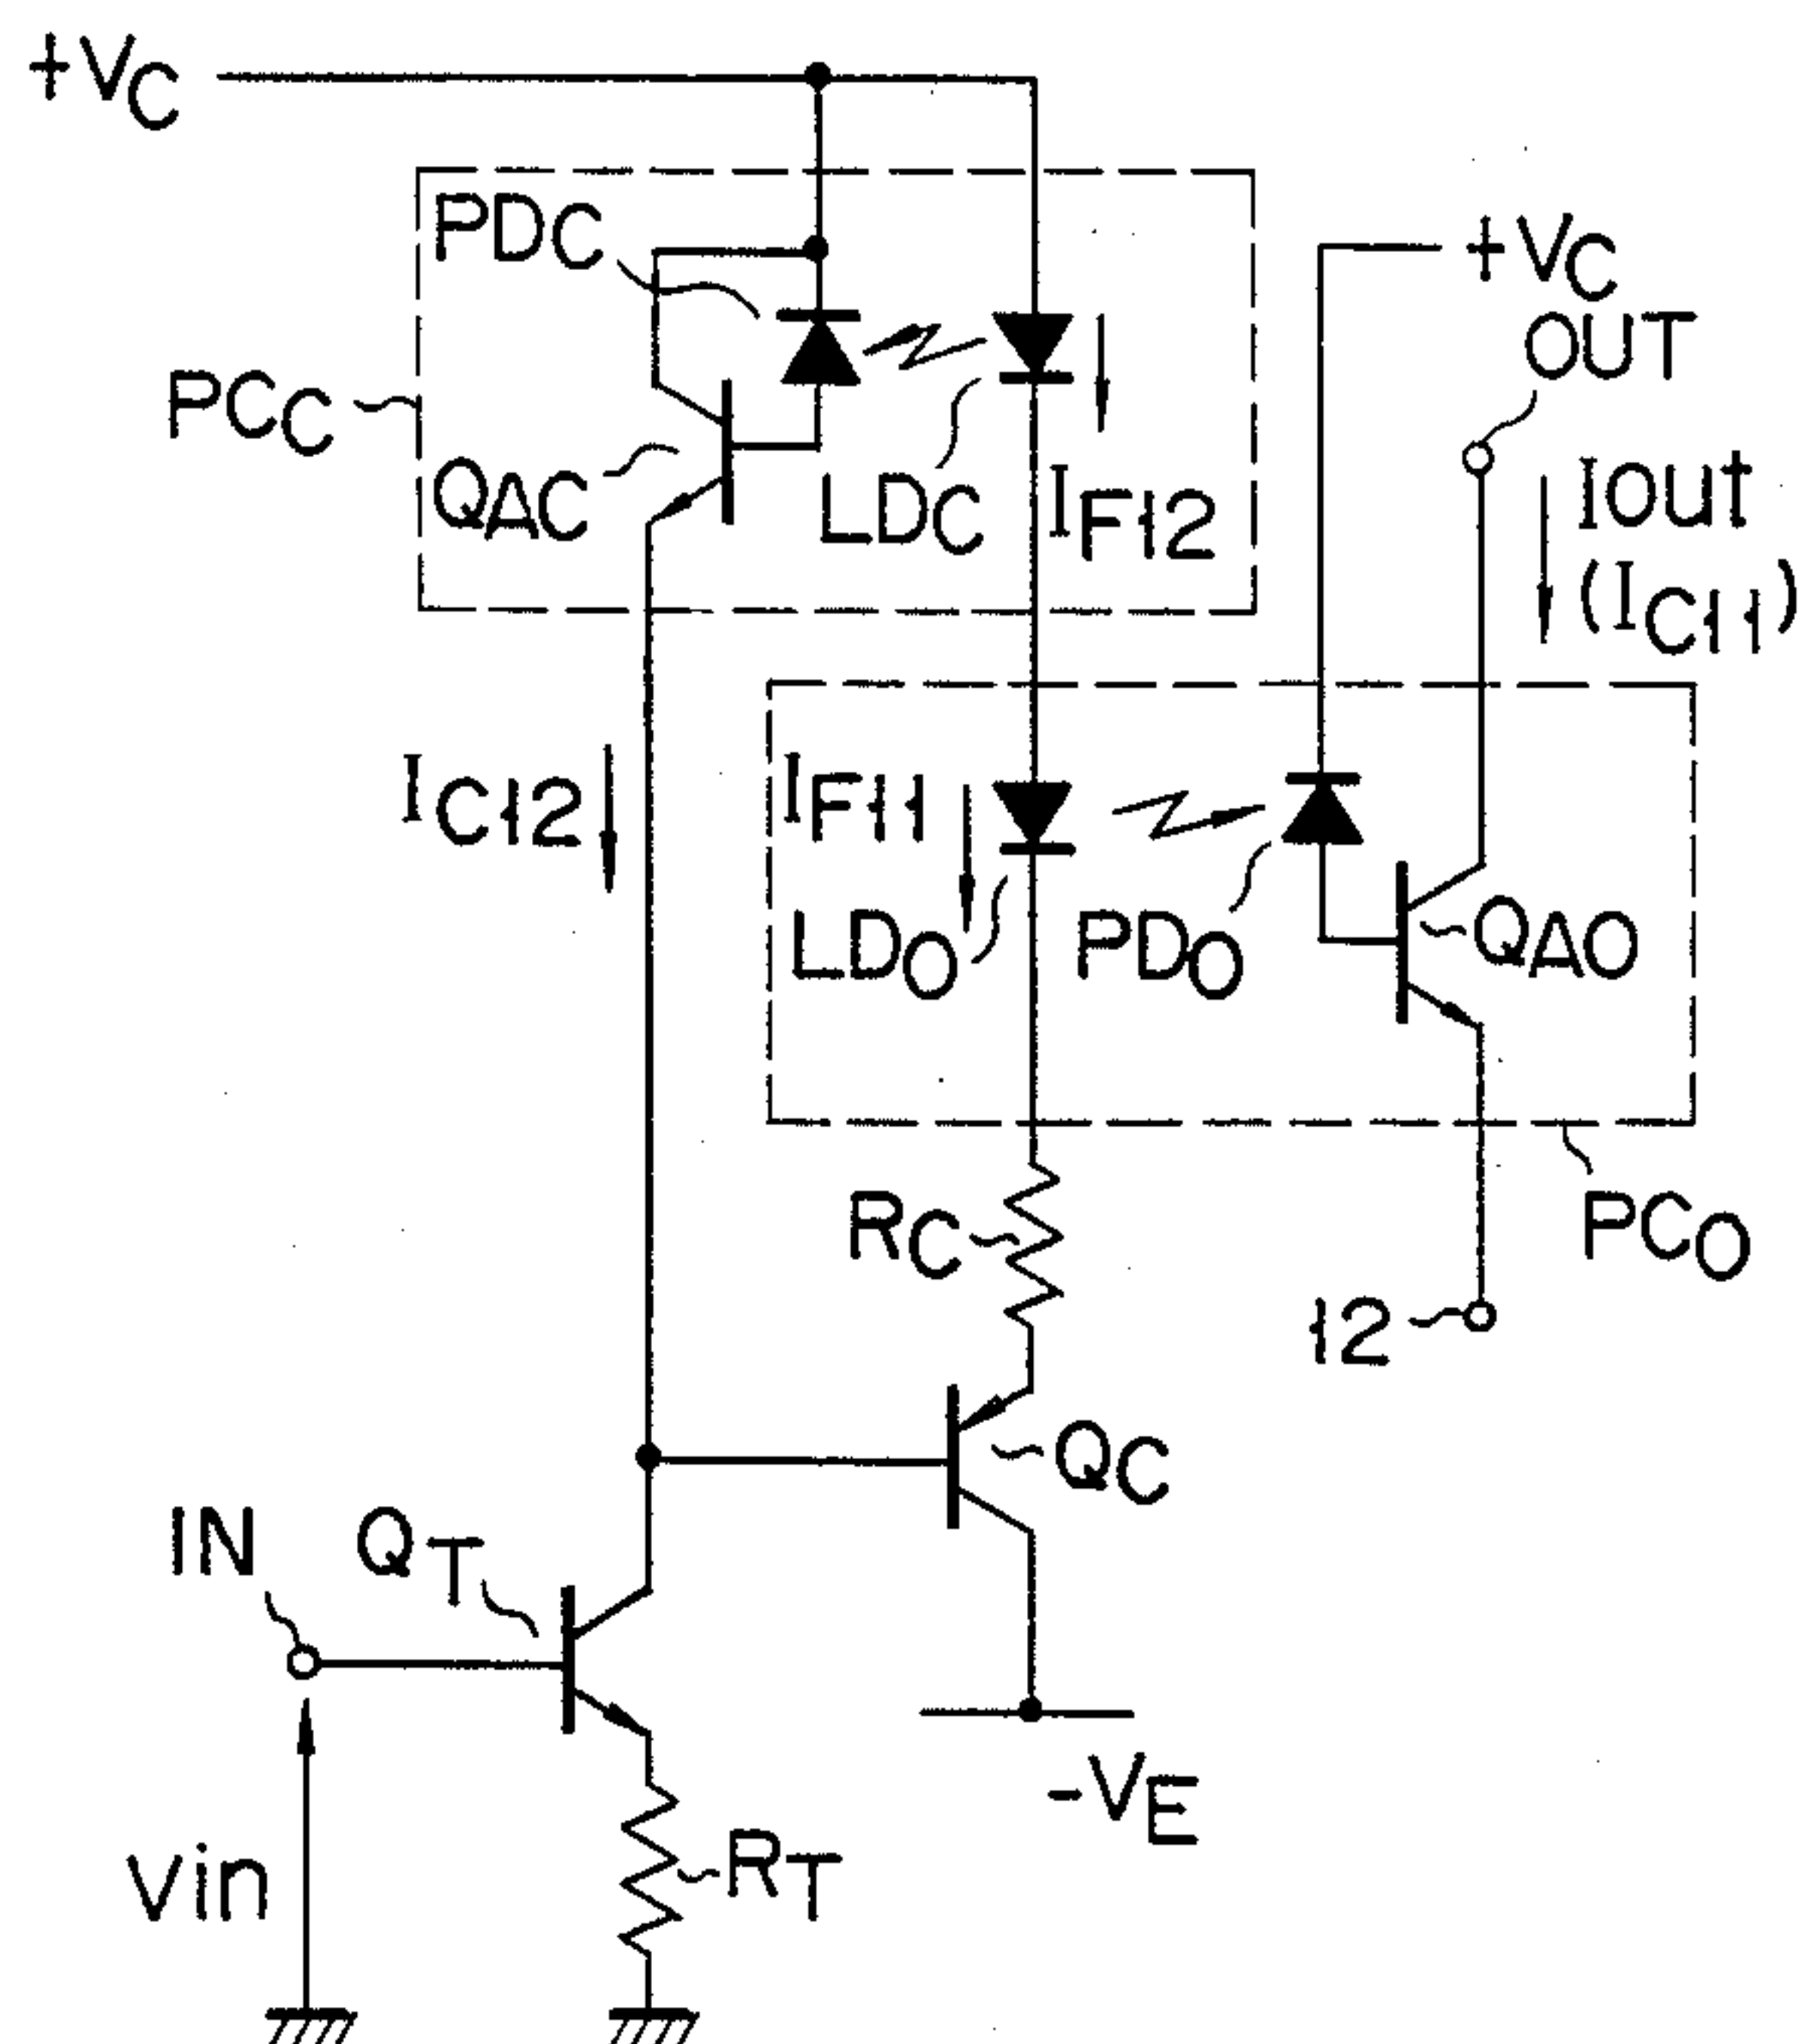 +VC
PDC
+VC
OUT
PCC
QAC
LDC
IF12
Iout
(IC11)
IC12
IF11
LDO
PDO
QAO
RC
PCO
12
QC
IN
QT
-VE
Vin
RT